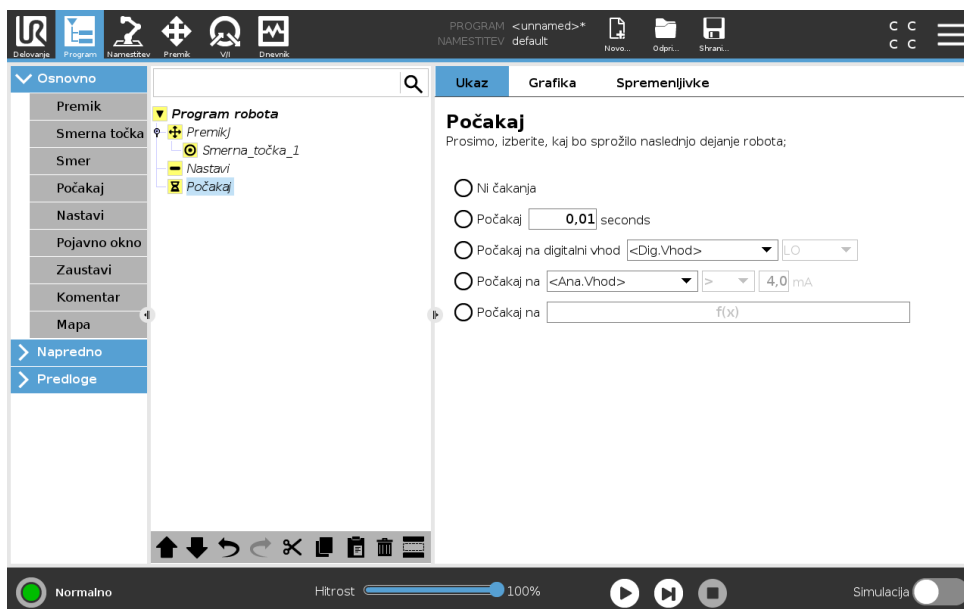 UR
PROGRAM <unnamed>*
NAMESTITEV default
C C
C C
Delovanje Program Namestitev Premik V/I Dnevnik Novo... Odpri... Shrani...
Osnovno
Premik
Smerna točka
Smer
Počakaj
Nastavi
Pojavno okno
Zaustavi
Komentar
Mapa
Napredno
Predloge
Program robota
PremikJ
Smerna_točka_1
Nastavi
Počakaj
Ukaz Grafika Spremenljivke
Počakaj
Prosimo, izberite, kaj bo sprožilo naslednjo dejanje robota;
Ni čakanja
Počakaj 0,01 seconds
Počakaj na digitalni vhod <Dig.Vhod> LO
Počakaj na <Ana.Vhod> > 4,0 mA
Počakaj na f(x)
Normalno Hitrost 100% Simulacija